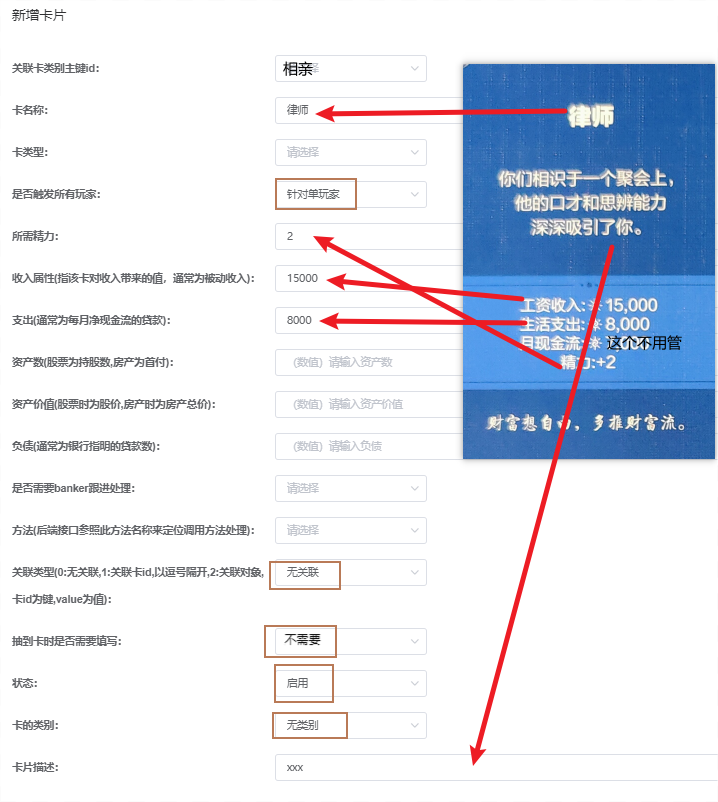 新增卡片
关联卡类别主键id:
相亲
卡名称:
律师
卡类型:
请选择
是否触发所有玩家:
针对单玩家
所需精力:
2
收入属性(指该卡对收入带来的值，通常为被动收入):
15000
支出(通常为每月净现金流的贷款):
8000
资产数(股票为持股数,房产为首付):
(数值) 请输入资产数
资产价值(股票时为股价,房产时为房产总价):
(数值) 请输入资产价值
负债(通常为银行指明的贷款数):
(数值) 请输入负债
是否需要banker跟进处理:
请选择
方法(后端接口参照此方法名称来定位调用方法处理):
请选择
关联类型(0:无关联,1:关联卡id,以逗号隔开,2:关联对象,
卡id为键,value为值):
无关联
抽到卡时是否需要填写:
不需要
状态:
启用
卡的类别:
无类别
卡片描述:
xxx
律师
你们相识于一个聚会上，
他的口才和思辨能力
深深吸引了你。
工资收入: 15,000
生活支出: 8,000
月现金流: 这个不用管
精力:+2
财富想自由，多推财富流。